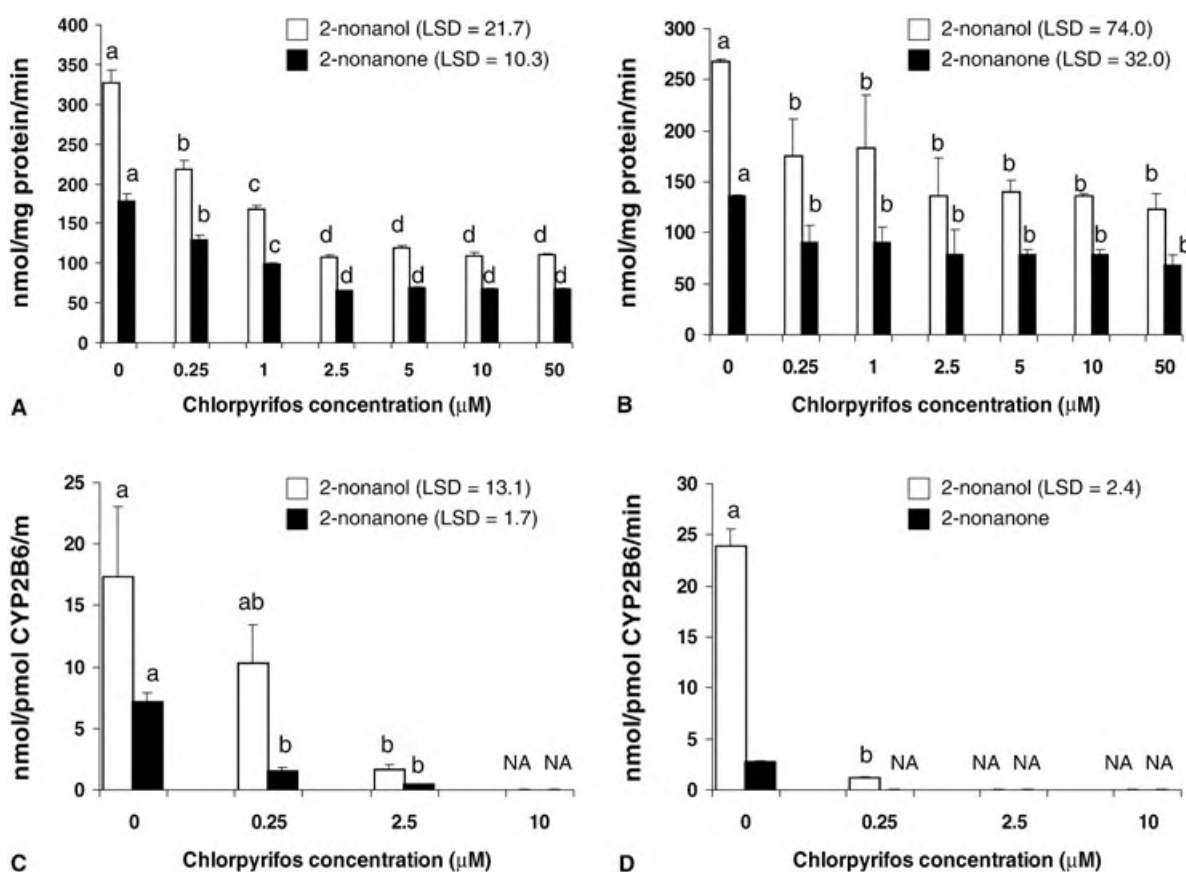 2-nonanol (LSD = 21.7)
2-nonanone (LSD = 10.3)
nmol/mg protein/min
400
350
300
250
200
150
100
50
0
a
a
b
b
c
c
d
d
d
d
d
d
d
d
0 0.25 1 2.5 5 10 50
A Chlorpyrifos concentration (µM)
2-nonanol (LSD = 74.0)
2-nonanone (LSD = 32.0)
nmol/mg protein/min
300
250
200
150
100
50
0
a
a
b
b
b
b
b
b
b
b
b
b
b
b
0 0.25 1 2.5 5 10 50
B Chlorpyrifos concentration (µM)
2-nonanol (LSD = 13.1)
2-nonanone (LSD = 1.7)
nmol/pmol CYP2B6/m
25
20
15
10
5
0
a
a
ab
b
b
b
NA NA
0 0.25 2.5 10
C Chlorpyrifos concentration (µM)
2-nonanol (LSD = 2.4)
2-nonanone
nmol/pmol CYP2B6/min
30
25
20
15
10
5
0
a
b
NA
NA NA
NA NA
0 0.25 2.5 10
D Chlorpyrifos concentration (µM)